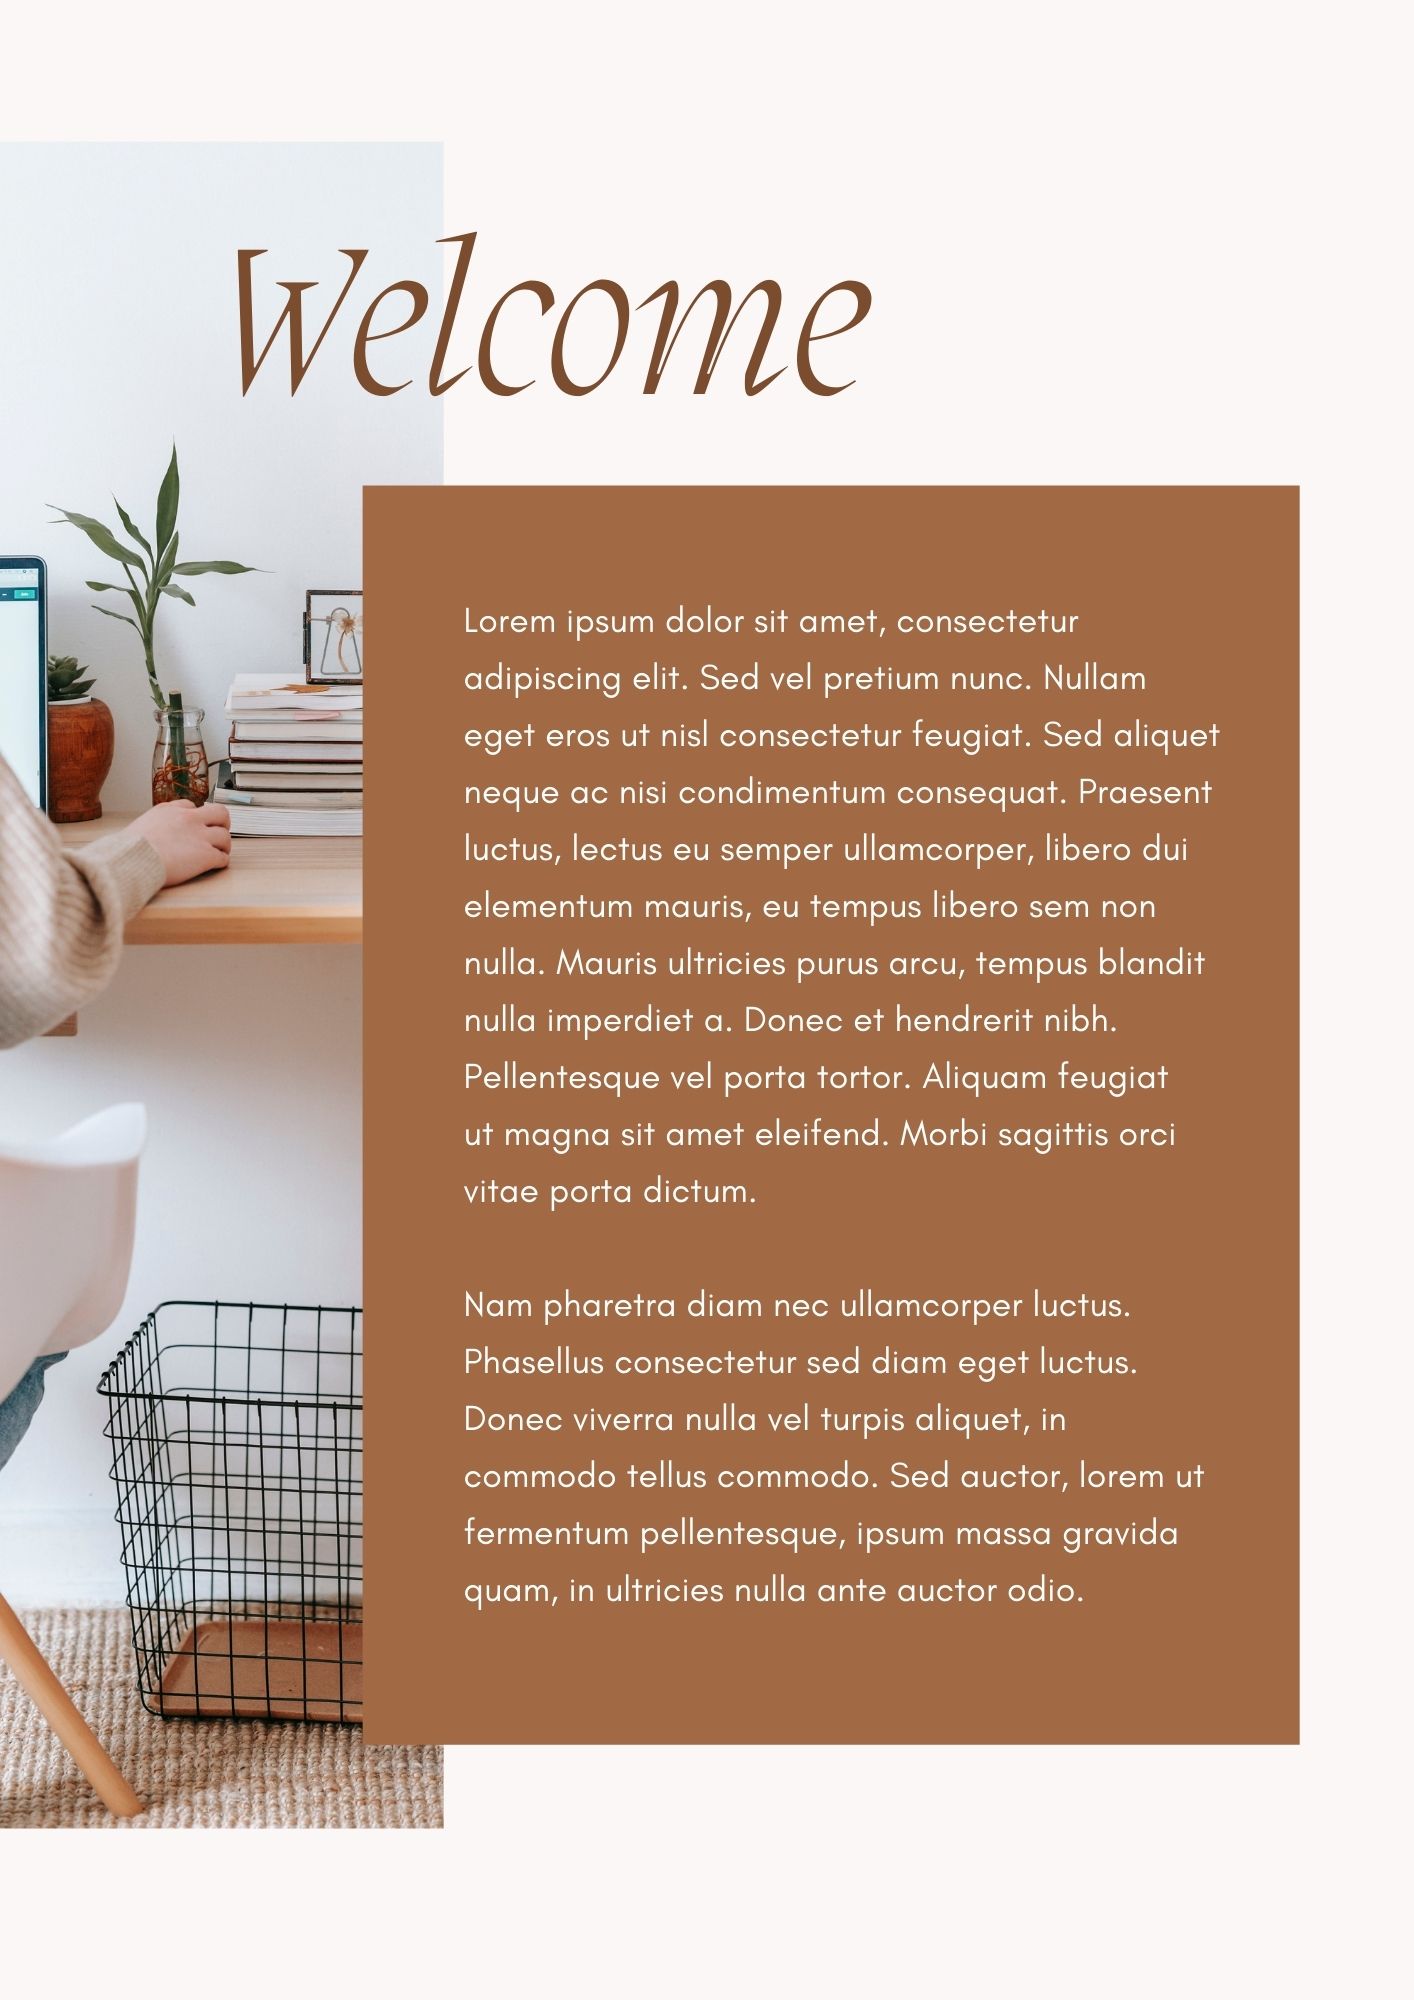 Welcome
Lorem ipsum dolor sit amet, consectetur
adipiscing elit. Sed vel pretium nunc. Nullam
eget eros ut nisl consectetur feugiat. Sed aliquet
neque ac nisi condimentum consequat. Praesent
luctus, lectus eu semper ullamcorper, libero dui
elementum mauris, eu tempus libero sem non
nulla. Mauris ultricies purus arcu, tempus blandit
nulla imperdiet a. Donec et hendrerit nibh.
Pellentesque vel porta tortor. Aliquam feugiat
ut magna sit amet eleifend. Morbi sagittis orci
vitae porta dictum.
Nam pharetra diam nec ullamcorper luctus.
Phasellus consectetur sed diam eget luctus.
Donec viverra nulla vel turpis aliquet, in
commodo tellus commodo. Sed auctor, lorem ut
fermentum pellentesque, ipsum massa gravida
quam, in ultricies nulla ante auctor odio.